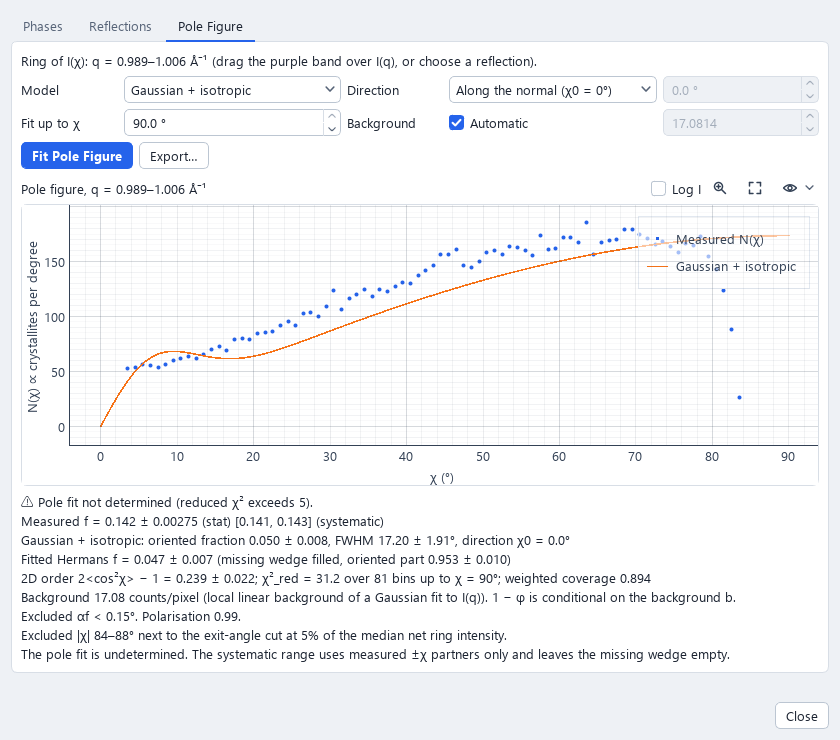 Phases Reflections Pole Figure
Ring of I(χ): q = 0.989–1.006 Å⁻¹ (drag the purple band over I(q), or choose a reflection).
Model Gaussian + isotropic Direction Along the normal (χ0 = 0°) 0.0 °
Fit up to χ 90.0 ° Background Automatic 17.0814
Fit Pole Figure Export...
Pole figure, q = 0.989–1.006 Å⁻¹ Log I
N(χ) ∝ crystallites per degree
150
100
50
0
Measured N(χ)
Gaussian + isotropic
0 10 20 30 40 50 60 70 80 90
χ (°)
⚠ Pole fit not determined (reduced χ² exceeds 5).
Measured f = 0.142 ± 0.00275 (stat) [0.141, 0.143] (systematic)
Gaussian + isotropic: oriented fraction 0.050 ± 0.008, FWHM 17.20 ± 1.91°, direction χ0 = 0.0°
Fitted Hermans f = 0.047 ± 0.007 (missing wedge filled, oriented part 0.953 ± 0.010)
2D order 2<cos²χ> − 1 = 0.239 ± 0.022; χ²_red = 31.2 over 81 bins up to χ = 90°; weighted coverage 0.894
Background 17.08 counts/pixel (local linear background of a Gaussian fit to I(q)). 1 − φ is conditional on the background b.
Excluded αf < 0.15°. Polarisation 0.99.
Excluded |χ| 84–88° next to the exit-angle cut at 5% of the median net ring intensity.
The pole fit is undetermined. The systematic range uses measured ±χ partners only and leaves the missing wedge empty.
Close